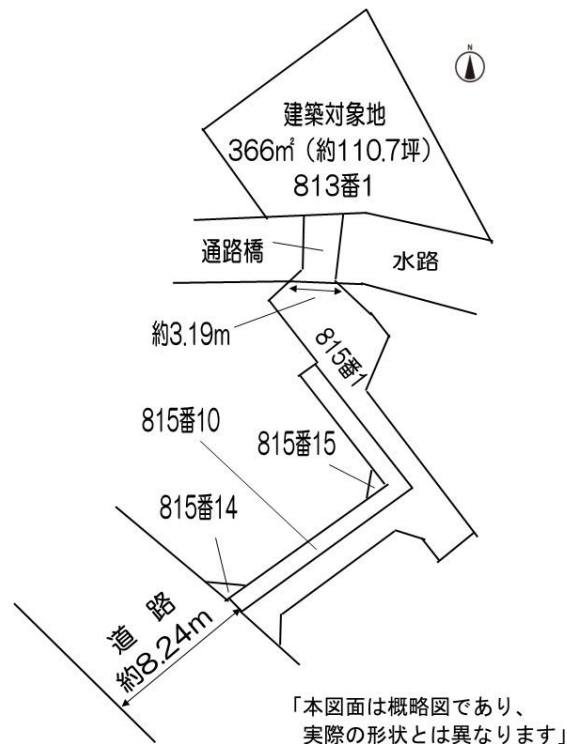 N
建築対象地
366㎡（約110.7坪）
813番1
通路橋
水路
約3.19m
815番1
815番10
815番15
815番14
道路
約8.24m
「本図面は概略図であり、
実際の形状とは異なります」